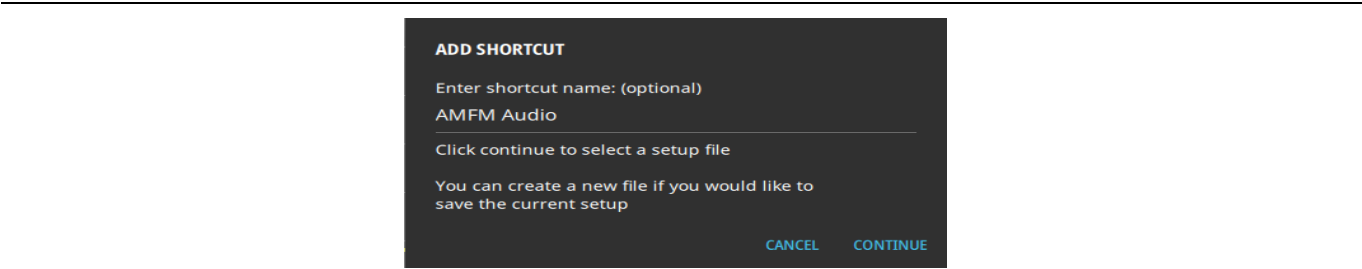 ADD SHORTCUT
Enter shortcut name: (optional)
AMFM Audio
Click continue to select a setup file
You can create a new file if you would like to
save the current setup
CANCEL CONTINUE